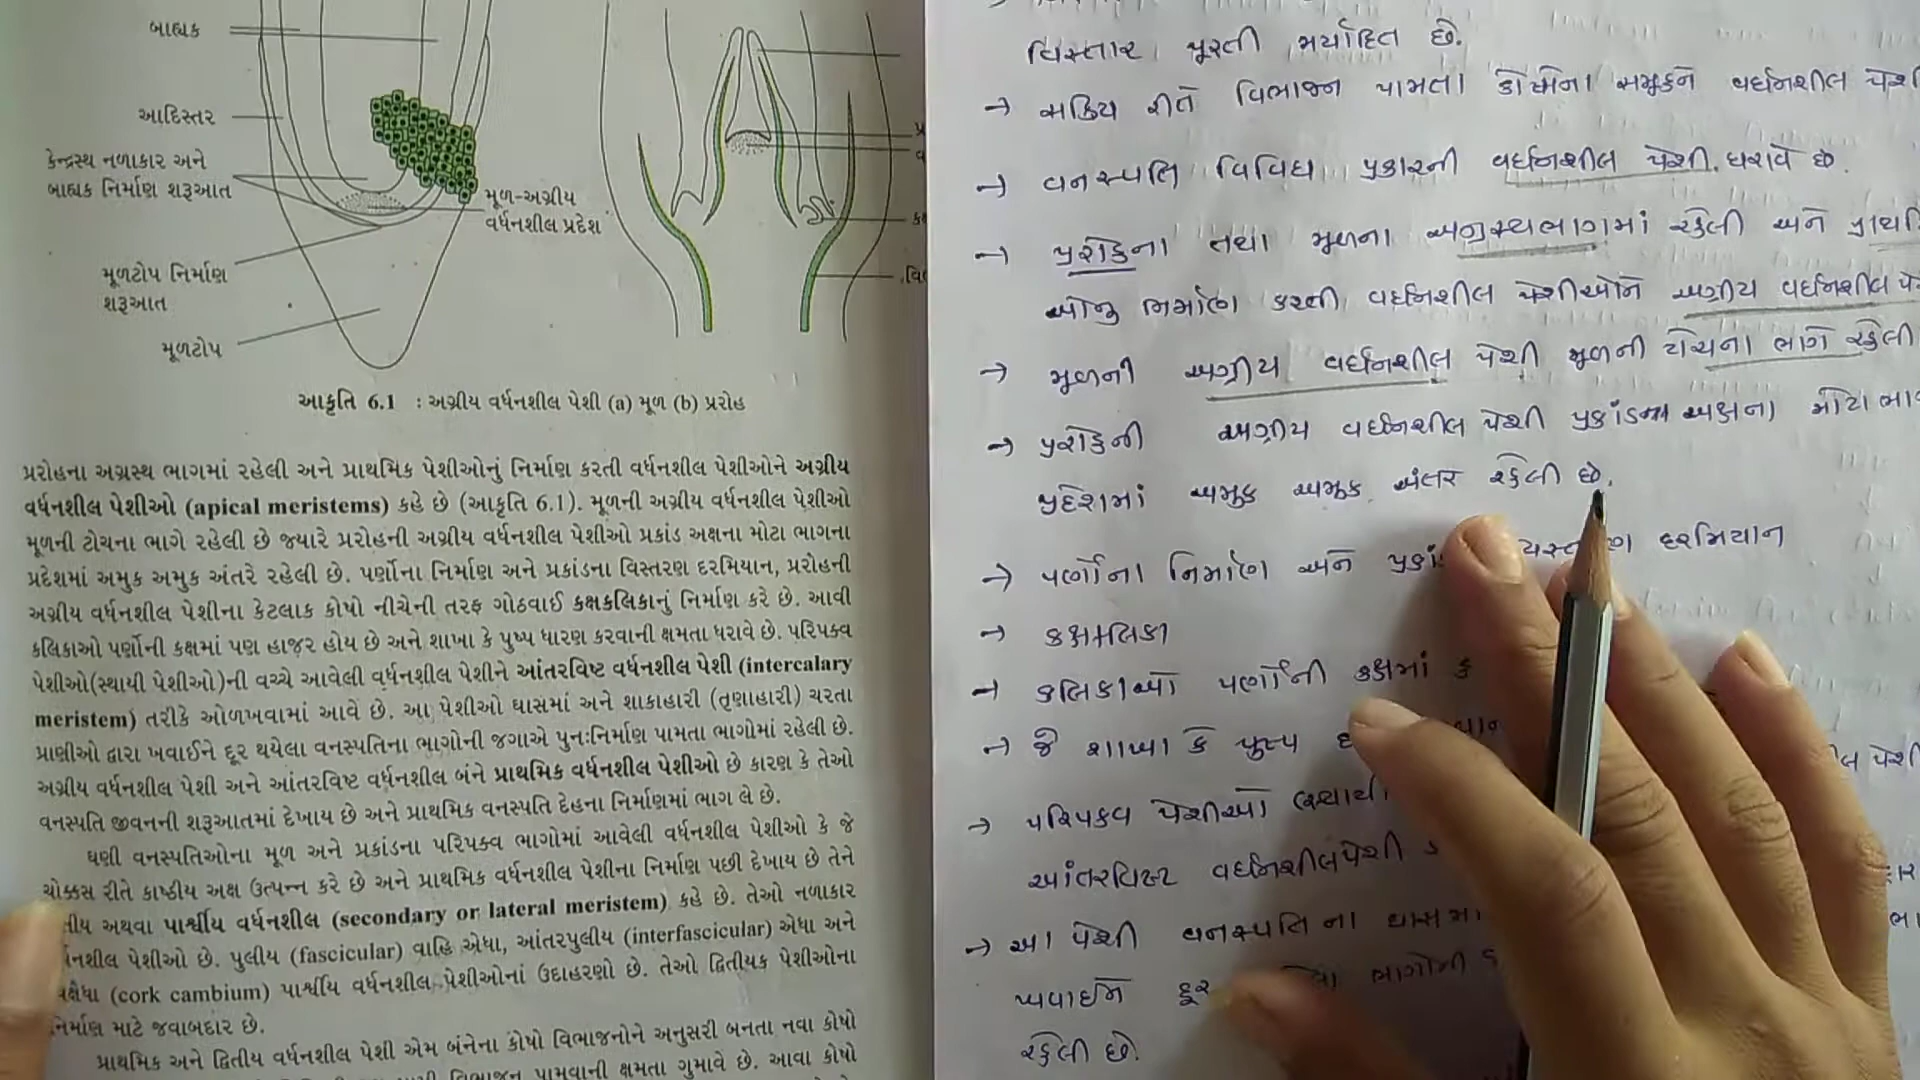 બાહ્યક
આદિસ્તર
કેન્દ્રસ્થ નળાકાર અને
બાહ્યક નિર્માણ શરૂઆત
મૂળ-અગ્રીય
વર્ધનશીલ પ્રદેશ
મૂળટોપ નિર્માણ
શરૂઆત
મૂળટોપ
આકૃતિ 6.1 : અગ્રીય વર્ધનશીલ પેશી (a) મૂળ (b) પ્રરોહ
પ્રરોહના અગ્રસ્થ ભાગમાં રહેલી અને પ્રાથમિક પેશીઓનું નિર્માણ કરતી વર્ધનશીલ પેશીઓને અગ્રીય
વર્ધનશીલ પેશીઓ (apical meristems) કહે છે (આકૃતિ 6.1). મૂળની અગ્રીય વર્ધનશીલ પેશીઓ
મૂળની ટોચના ભાગે રહેલી છે જ્યારે પ્રરોહની અગ્રીય વર્ધનશીલ પેશીઓ પ્રકાંડ અક્ષના મોટા ભાગના
પ્રદેશમાં અમુક અમુક અંતરે રહેલી છે. પર્ણોના નિર્માણ અને પ્રકાંડના વિસ્તરણ દરમિયાન, પ્રરોહની
અગ્રીય વર્ધનશીલ પેશીના કેટલાક કોષો નીચેની તરફ ગોઠવાઈ કક્ષકલિકાનું નિર્માણ કરે છે. આવી
કલિકાઓ પર્ણોની કક્ષમાં પણ હાજર હોય છે અને શાખા કે પુષ્પ ધારણ કરવાની ક્ષમતા ધરાવે છે. પરિપક્વ
પેશીઓ(સ્થાયી પેશીઓ)ની વચ્ચે આવેલી વર્ધનશીલ પેશીને આંતરવિષ્ટ વર્ધનશીલ પેશી (intercalary
meristem) તરીકે ઓળખવામાં આવે છે. આ પેશીઓ ઘાસમાં અને શાકાહારી (તૃણાહારી) ચરતા
પ્રાણીઓ દ્વારા ખવાઈને દૂર થયેલા વનસ્પતિના ભાગોની જગાએ પુનઃનિર્માણ પામતા ભાગોમાં રહેલી છે.
અગ્રીય વર્ધનશીલ પેશી અને આંતરવિષ્ટ વર્ધનશીલ બંને પ્રાથમિક વર્ધનશીલ પેશીઓ છે કારણ કે તેઓ
વનસ્પતિ જીવનની શરૂઆતમાં દેખાય છે અને પ્રાથમિક વનસ્પતિ દેહના નિર્માણમાં ભાગ લે છે.
ઘણી વનસ્પતિઓના મૂળ અને પ્રકાંડના પરિપક્વ ભાગોમાં આવેલી વર્ધનશીલ પેશીઓ કે જે
ચોક્કસ રીતે કાષ્ઠીય અક્ષ ઉત્પન્ન કરે છે અને પ્રાથમિક વર્ધનશીલ પેશીના નિર્માણ પછી દેખાય છે તેને
અથવા પાર્શ્વીય વર્ધનશીલ (secondary or lateral meristem) કહે છે. તેઓ નળાકાર
પેશીઓ છે. પુલીય (fascicular) વાહિ એધા, આંતરપુલીય (interfascicular) એધા અને
(cork cambium) પાર્શ્વીય વર્ધનશીલ પેશીઓનાં ઉદાહરણો છે. તેઓ દ્વિતીયક પેશીઓના
નિર્માણ માટે જવાબદાર છે.
પ્રાથમિક અને દ્વિતીય વર્ધનશીલ પેશી એમ બંનેના કોષો વિભાજનોને અનુસરી બનતા નવા કોષો
વિભાજન પામવાની ક્ષમતા ગુમાવે છે. આવા કોષો
વિસ્તાર પૂરતી મર્યાદિત છે.
→ સક્રિય રીતે વિભાજન પામતા કોષોના સમૂહને વર્ધનશીલ
→ વનસ્પતિ વિવિધ પ્રકારની વર્ધનશીલ પેશી ધરાવે છે.
→ પ્રરોહના તથા મૂળના અગ્રસ્થભાગમાં રહેલી અને
ઓનુ નિર્માણ કરતી વર્ધનશીલ પેશીઓને અગ્રીય વર્ધનશીલ
→ મૂળની અગ્રીય વર્ધનશીલ પેશી મૂળની ટોચના ભાગે રહેલી
→ પ્રરોહની અગ્રીય વર્ધનશીલ પેશી પ્રકાંડના અક્ષના મોટા
પ્રદેશમાં અમુક અમુક અંતર રહેલી છે.
→ પર્ણોના નિર્માણ અને દરમિયાન
→ કક્ષકલિકા
→ કલિકાઓ પર્ણોની કક્ષમાં
→ જે શાખા કે પુષ્પ
→ પરિપક્વ પેશીઓ
આંતરવિષ્ટ વર્ધનશીલપેશી
→ આ પેશી વનસ્પતિ ના
ખવાઈને ભાગોની
રહેલી છે.